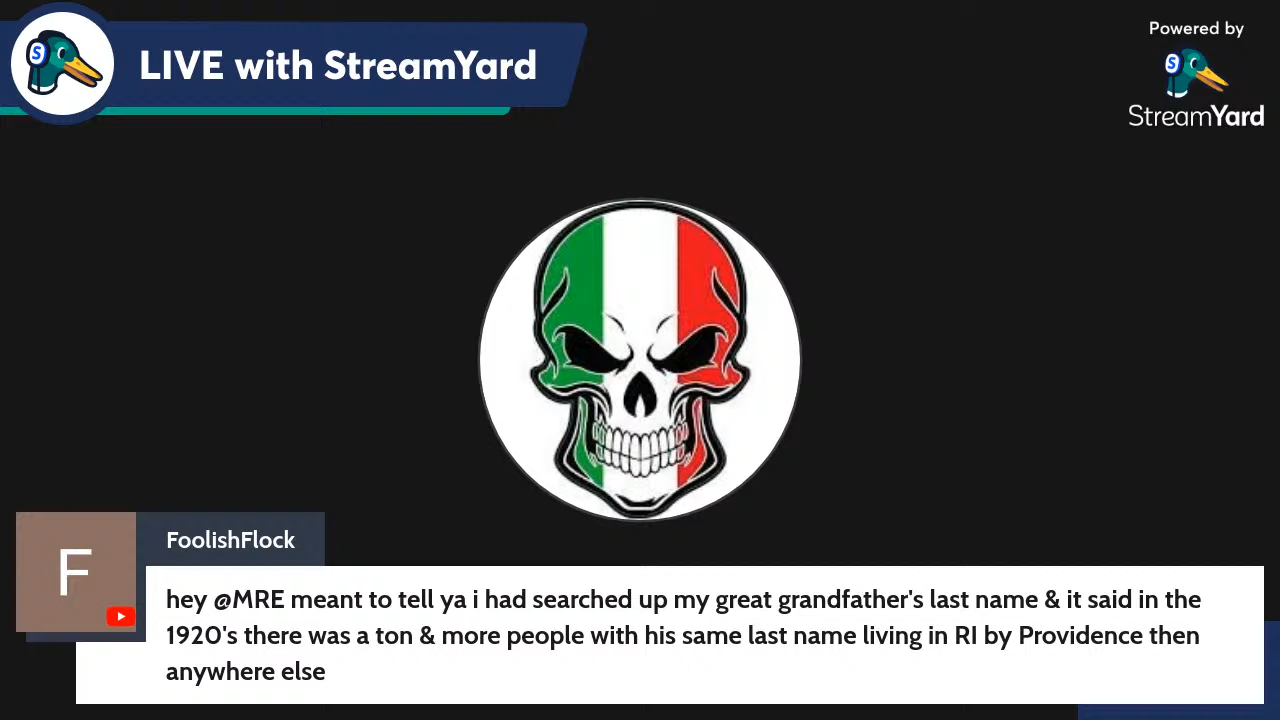 S
LIVE with StreamYard
Powered by
S
StreamYard
F
FoolishFlock
hey @MRE meant to tell ya i had searched up my great grandfather's last name & it said in the
1920's there was a ton & more people with his same last name living in RI by Providence then
anywhere else